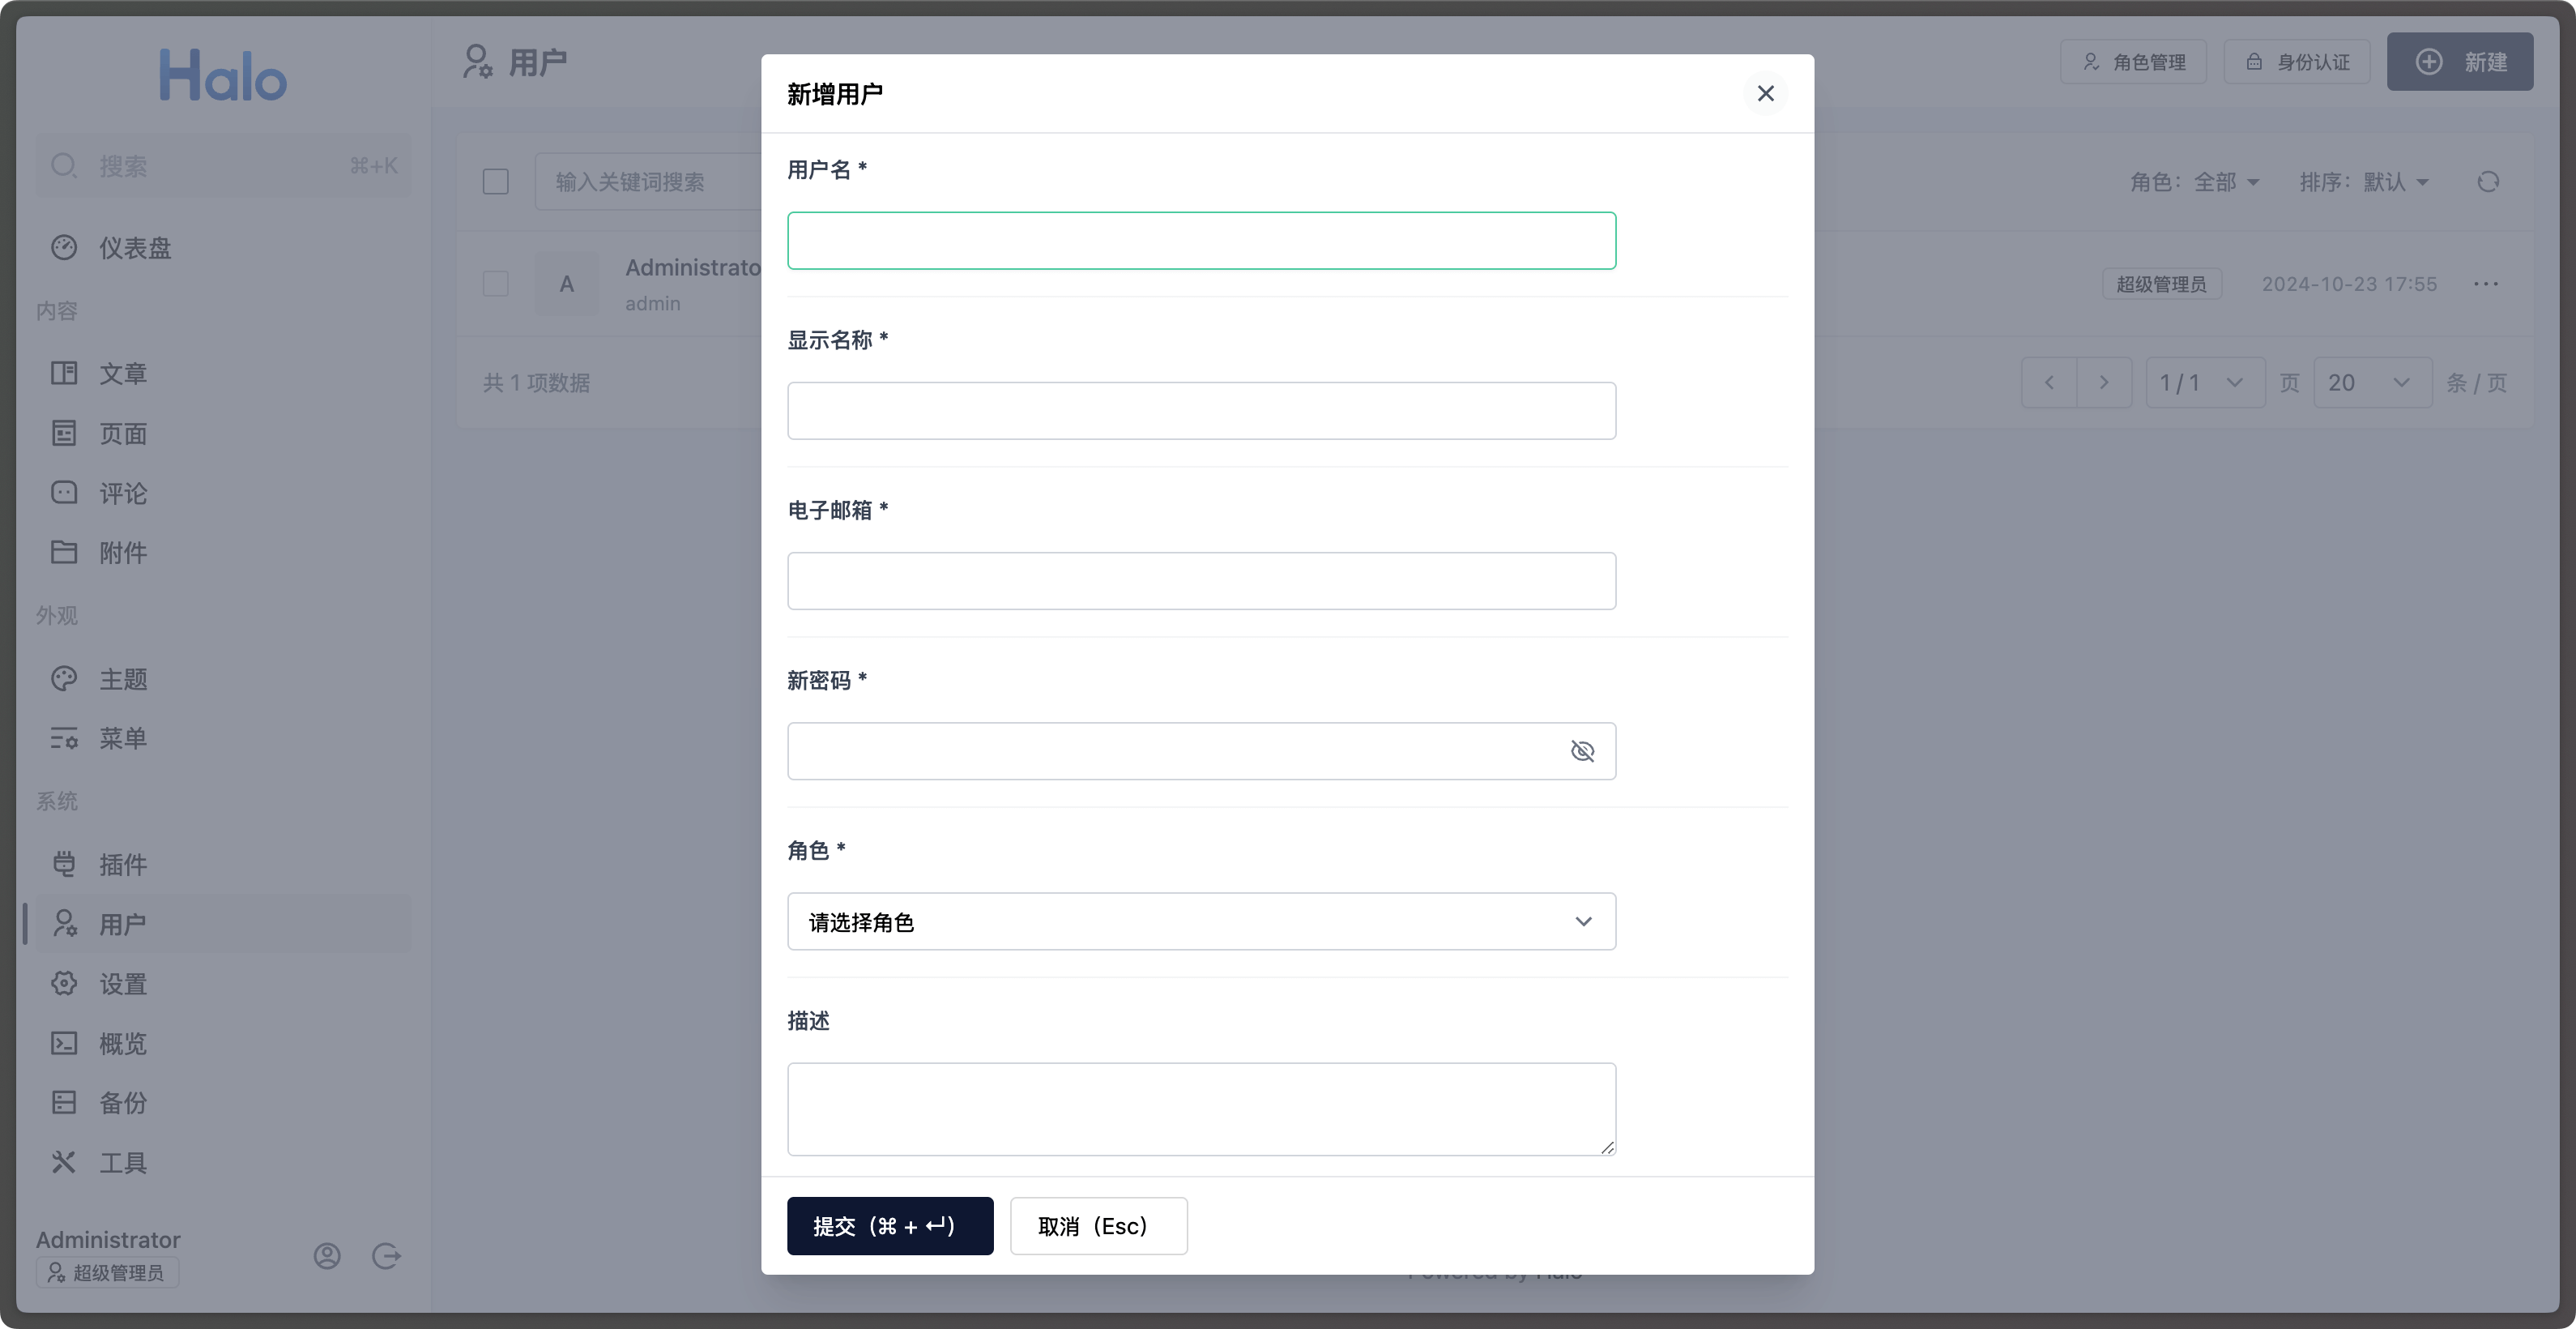 Halo
搜索 ⌘+K
仪表盘
内容
文章
页面
评论
附件
外观
主题
菜单
系统
插件
用户
设置
概览
备份
工具
Administrator
超级管理员
用户
角色管理
身份认证
新建
输入关键词搜索
角色: 全部
排序: 默认
A
Administrato
admin
超级管理员
2024-10-23 17:55
共 1 项数据
1 / 1
页
20
条 / 页
新增用户
用户名 *
显示名称 *
电子邮箱 *
新密码 *
角色 *
请选择角色
描述
提交（⌘ + ↵）
取消（Esc）
Powered by Halo